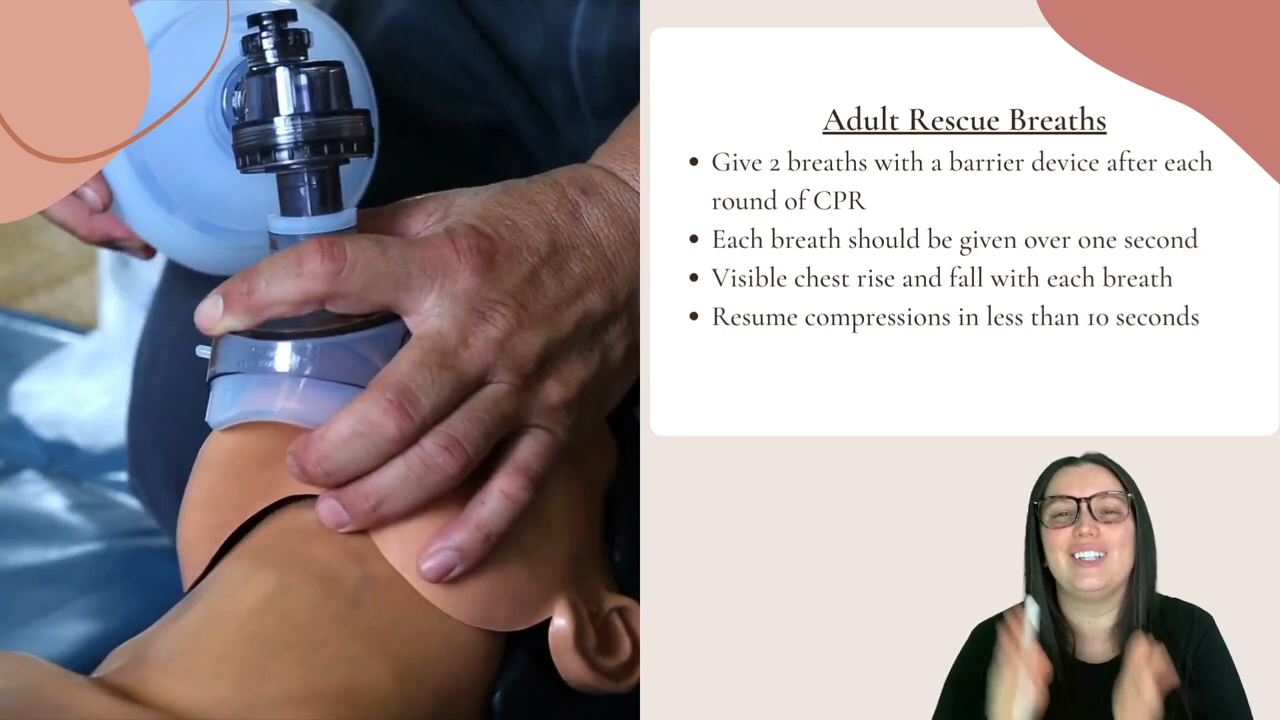 Adult Rescue Breaths
• Give 2 breaths with a barrier device after each
round of CPR
• Each breath should be given over one second
• Visible chest rise and fall with each breath
• Resume compressions in less than 10 seconds